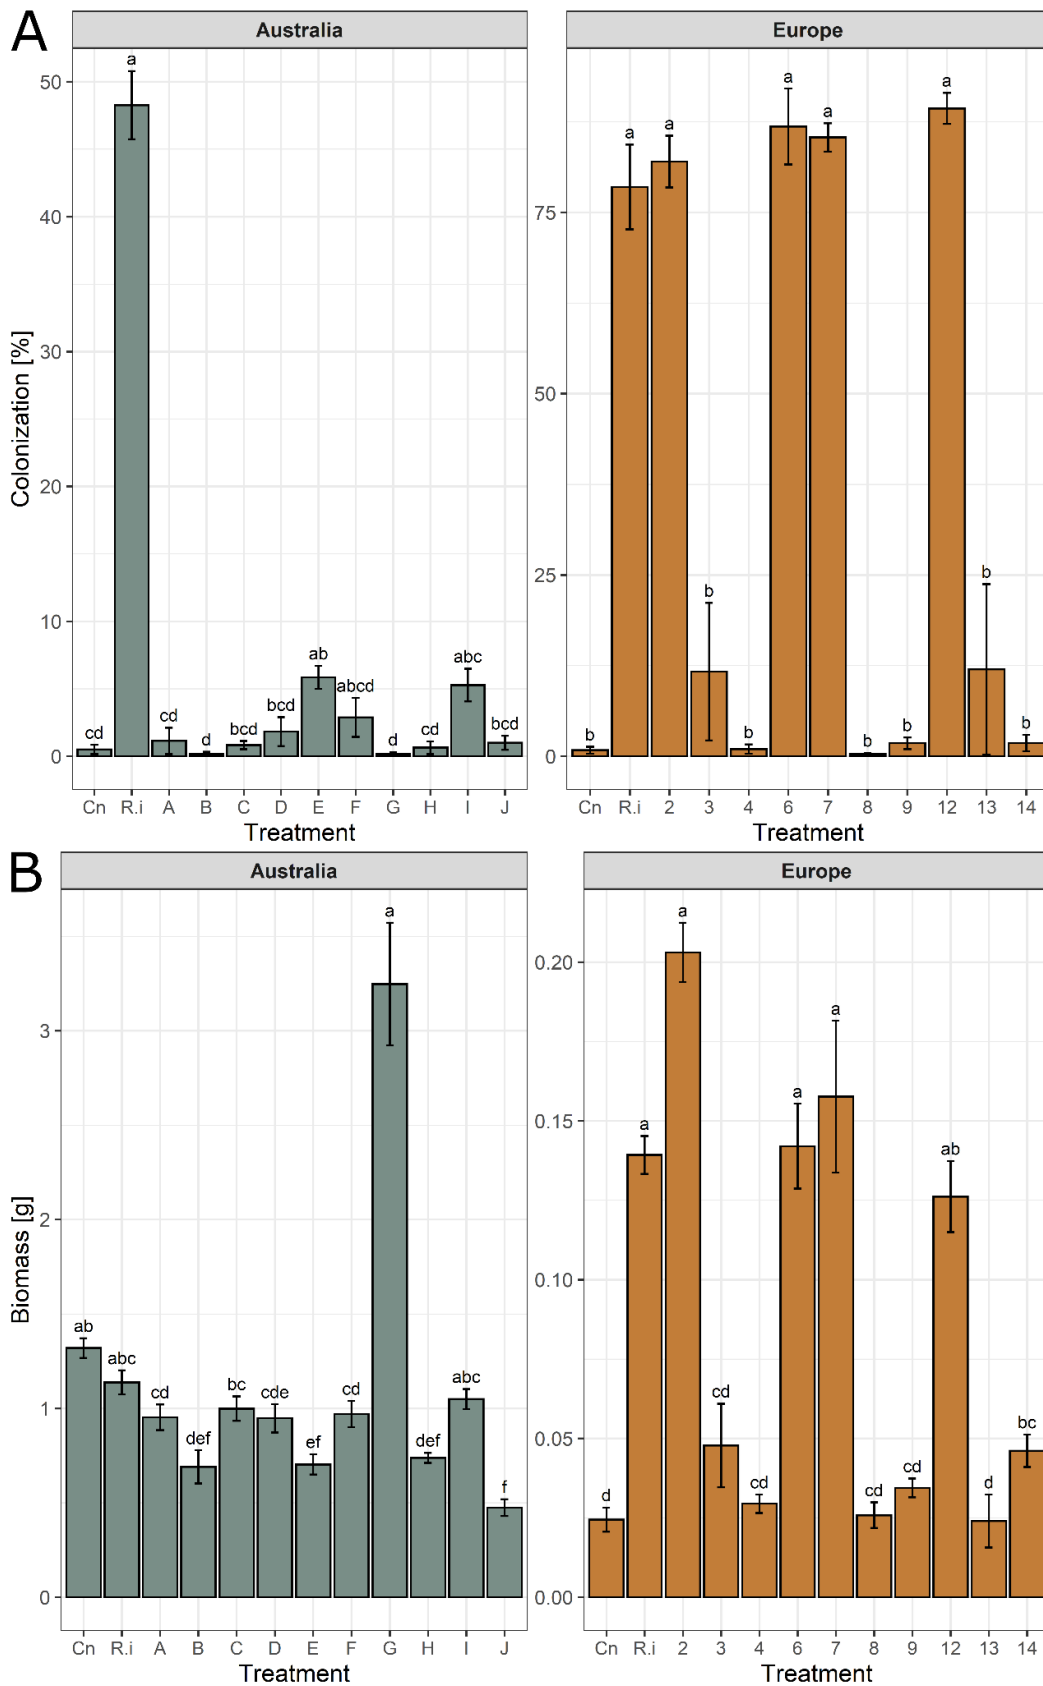 A
Australia
Europe
Colonization [%]
50
40
30
20
10
0
cd
a
cd
d
bcd
bcd
ab
abcd
d
cd
abc
bcd
Cn R.i A B C D E F G H I J
Treatment
75
50
25
0
b
a
a
b
b
a
a
b
b
a
b
b
Cn R.i 2 3 4 6 7 8 9 12 13 14
Treatment
B
Australia
Europe
Biomass [g]
3
2
1
0
ab
abc
cd
def
bc
cde
ef
cd
a
def
abc
f
Cn R.i A B C D E F G H I J
Treatment
0.20
0.15
0.10
0.05
0.00
d
a
a
cd
cd
a
a
cd
cd
ab
d
bc
Cn R.i 2 3 4 6 7 8 9 12 13 14
Treatment